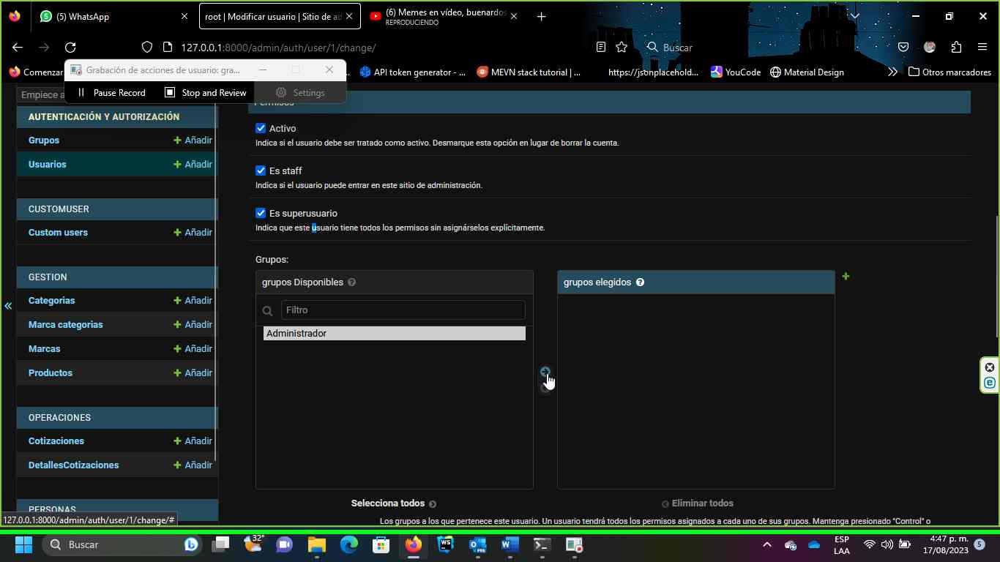 (5) WhatsApp
root | Modificar usuario | Sitio de ad
(6) Memes en vídeo, buenardos
REPRODUCIENDO
127.0.0.1:8000/admin/auth/user/1/change/
Buscar
Comenzar
API token generator - ...
MEVN stack tutorial | ...
https://jsonplacehold...
YouCode
Material Design
Otros marcadores
Grabación de acciones de usuario: gra...
Pause Record
Stop and Review
Settings
Empiece a
AUTENTICACIÓN Y AUTORIZACIÓN
Grupos
Añadir
Usuarios
Añadir
CUSTOMUSER
Custom users
Añadir
GESTION
Categorias
Añadir
Marca categorias
Añadir
Marcas
Añadir
Productos
Añadir
OPERACIONES
Cotizaciones
Añadir
DetallesCotizaciones
Añadir
PERSONAS
127.0.0.1:8000/admin/auth/user/1/change/#
Permisos
Activo
Indica si el usuario debe ser tratado como activo. Desmarque esta opción en lugar de borrar la cuenta.
Es staff
Indica si el usuario puede entrar en este sitio de administración.
Es superusuario
Indica que este usuario tiene todos los permisos sin asignárselos explícitamente.
Grupos:
grupos Disponibles
Filtro
Administrador
Selecciona todos
grupos elegidos
Eliminar todos
Los grupos a los que pertenece este usuario. Un usuario tendrá todos los permisos asignados a cada uno de sus grupos. Mantenga presionado "Control" o
Buscar
32°
ESP
LAA
4:47 p. m.
17/08/2023
5